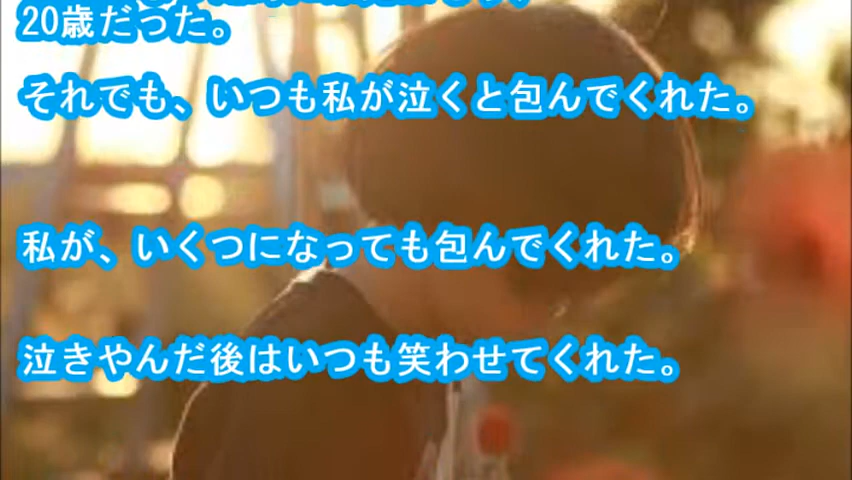 20歳だった。
それでも、いつも私が泣くと包んでくれた。
私が、いくつになっても包んでくれた。
泣きやんだ後はいつも笑わせてくれた。